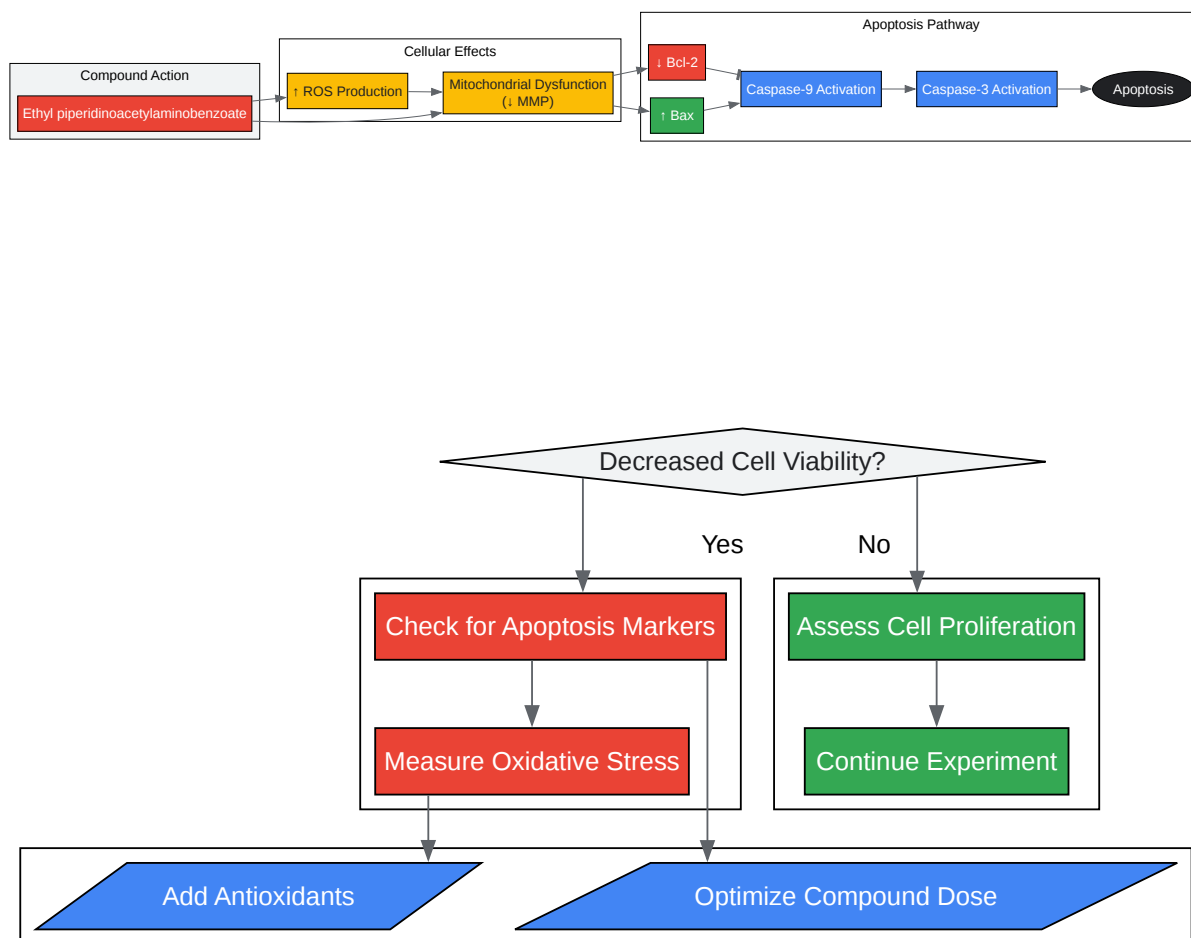 Apoptosis Pathway
Cellular Effects
Compound Action
Ethyl piperidinoacetylaminobenzoate
↑ ROS Production
Mitochondrial Dysfunction
(↓ MMP)
↓ Bcl-2
↑ Bax
Caspase-9 Activation
Caspase-3 Activation
Apoptosis
Decreased Cell Viability?
Yes
No
Check for Apoptosis Markers
Assess Cell Proliferation
Measure Oxidative Stress
Continue Experiment
Add Antioxidants
Optimize Compound Dose